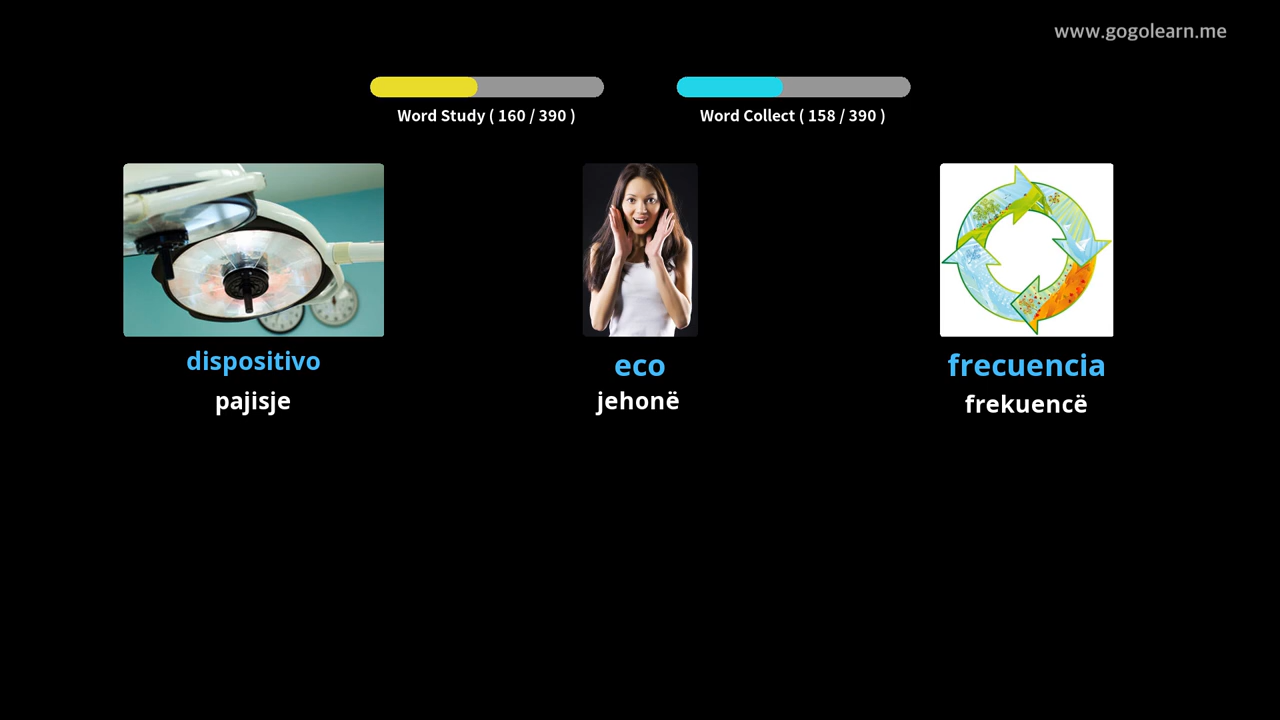 www.gogolearn.me
Word Study ( 160 / 390 )
Word Collect ( 158 / 390 )
dispositivo
pajisje
eco
jehonë
frecuencia
frekuencë